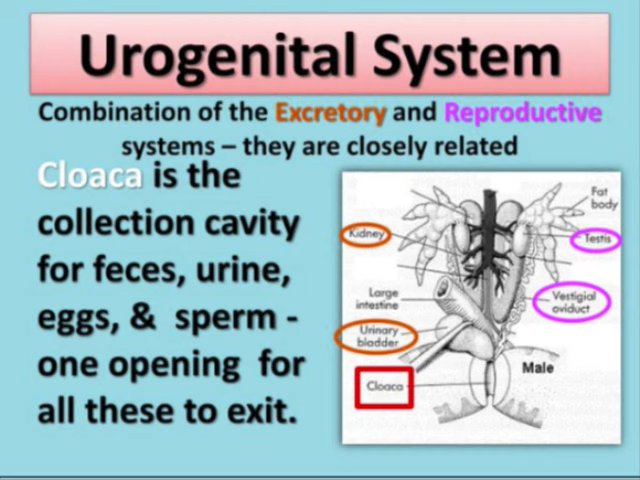 Urogenital System
Combination of the Excretory and Reproductive
systems – they are closely related
Cloaca is the
collection cavity
for feces, urine,
eggs, & sperm -
one opening for
all these to exit.
Fat
body
Kidney
Testis
Large
intestine
Vestigial
oviduct
Urinary
bladder
Male
Cloaca